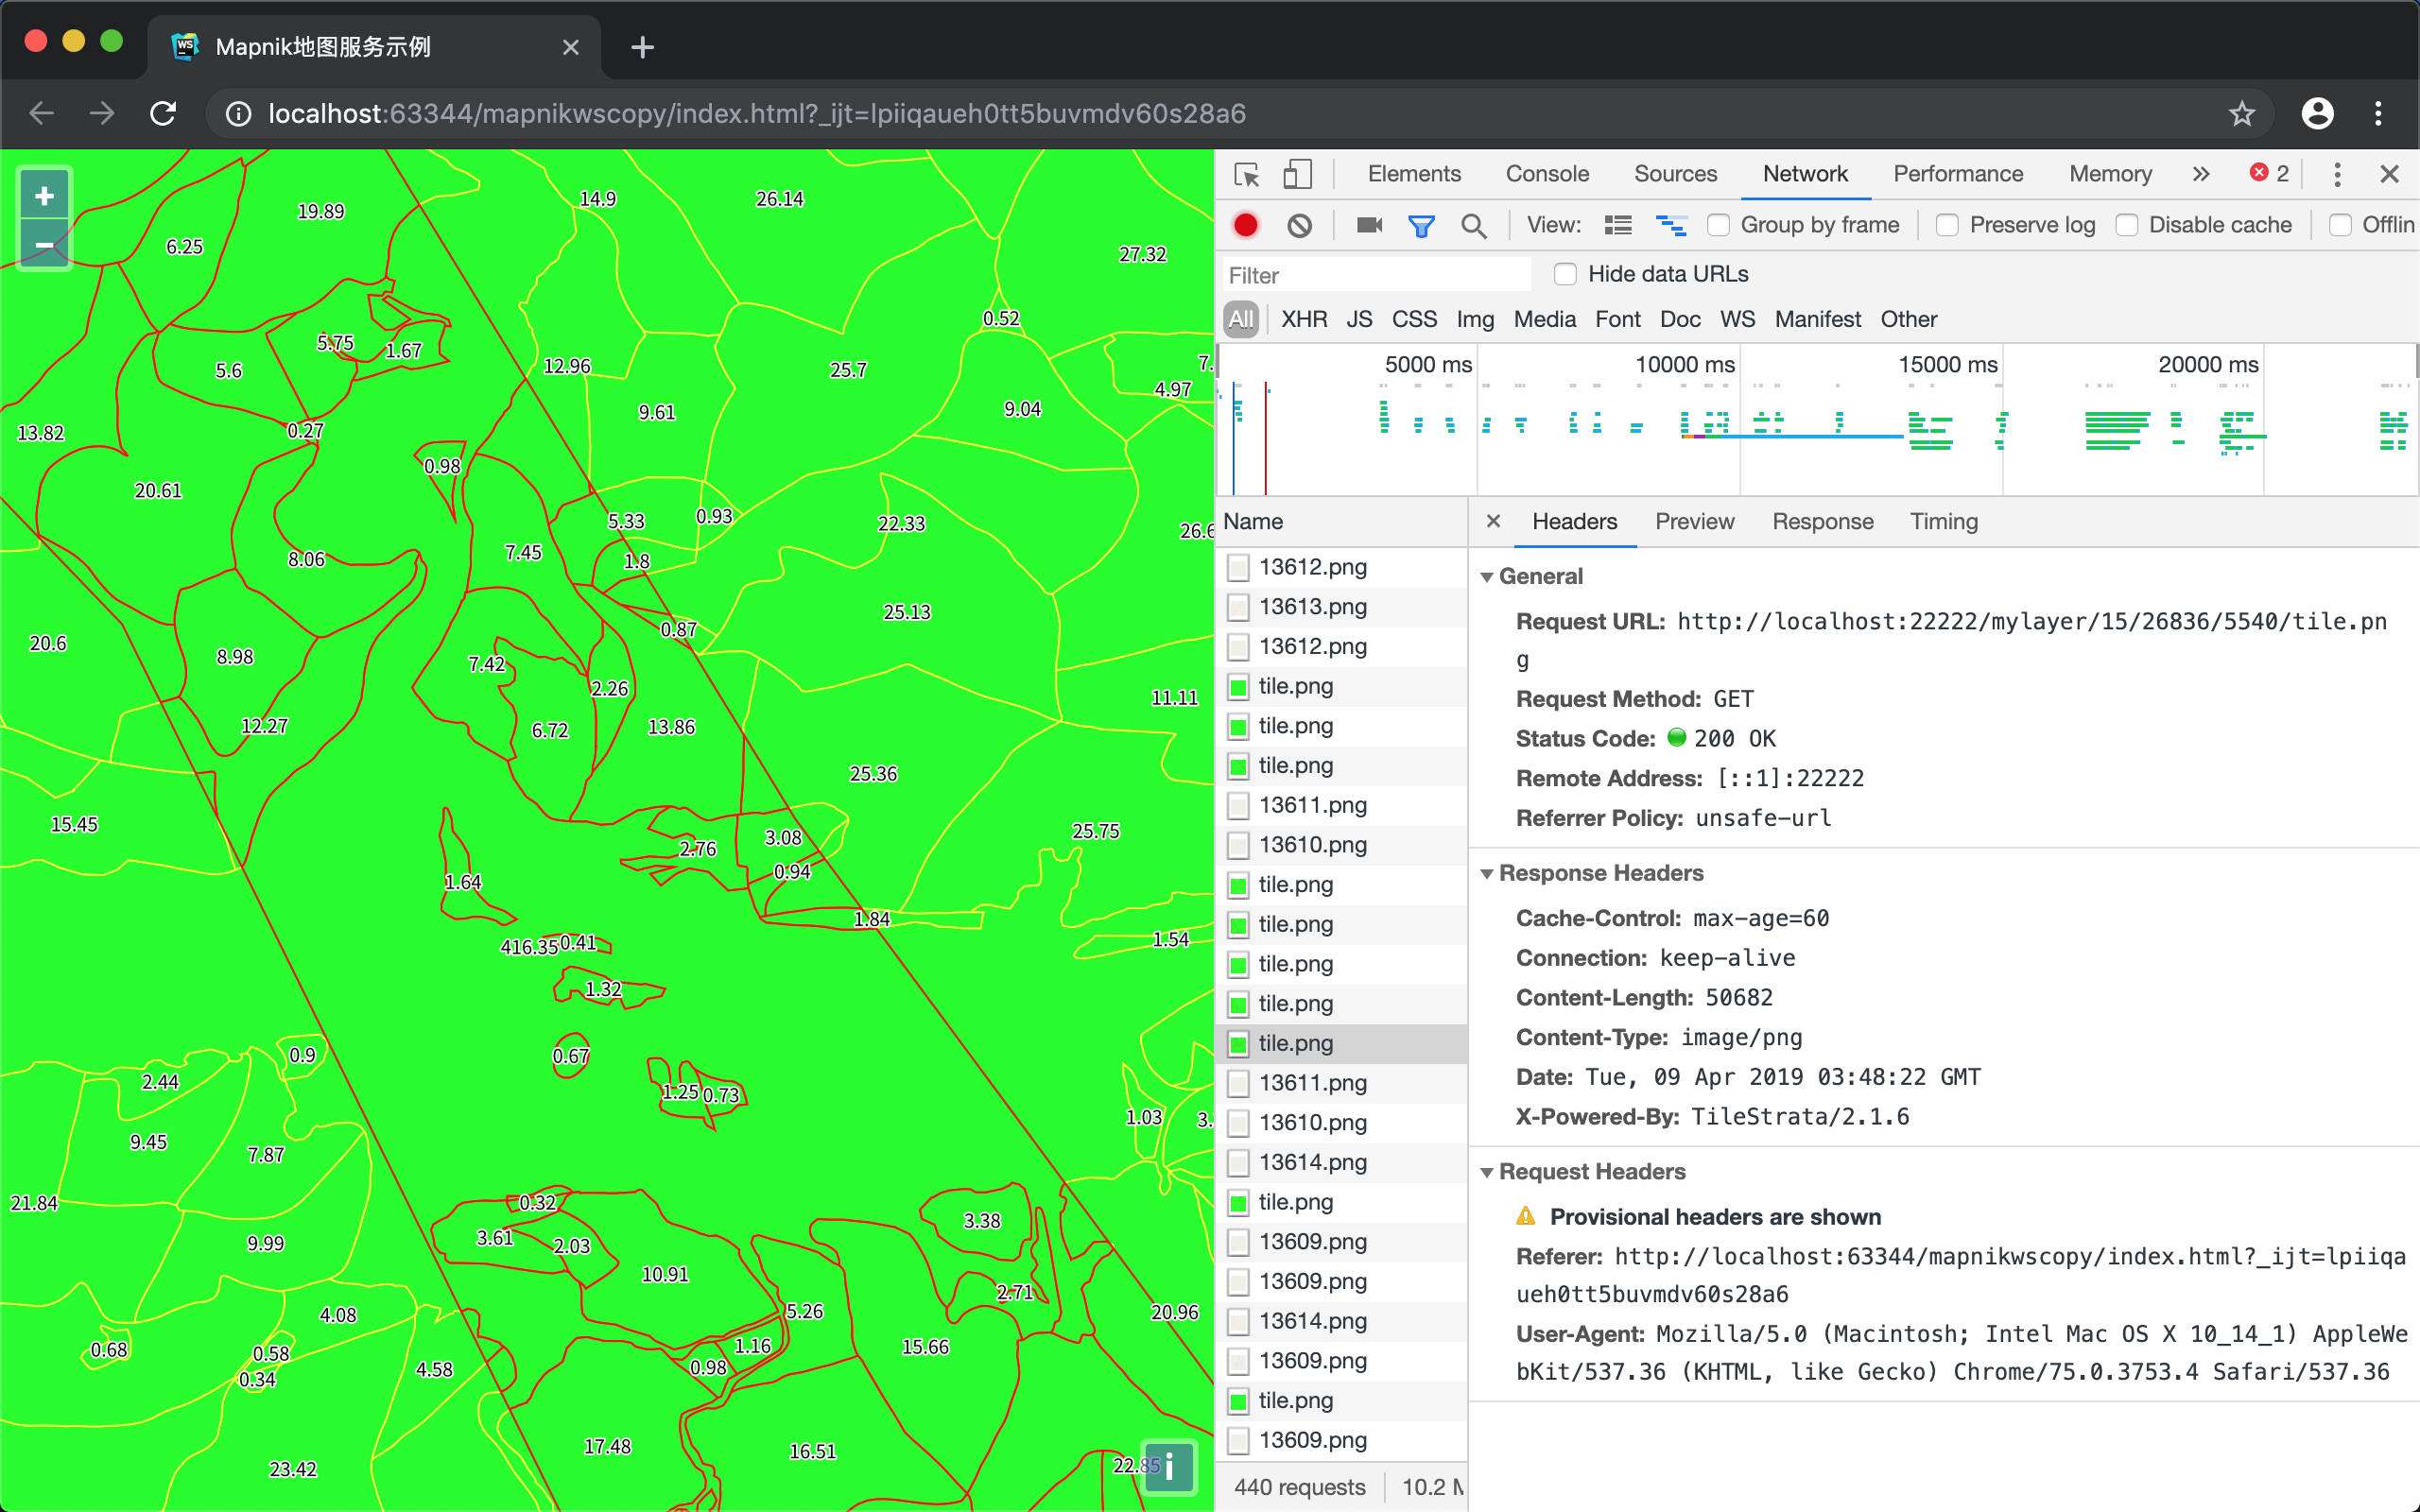 Mapnik地图服务示例
localhost:63344/mapnikwscopy/index.html?_ijt=lpiiqaueh0tt5buvmdv60s28a6
+
−
19.89
14.9
26.14
6.25
27.32
0.52
5.75
1.67
5.6
12.96
25.7
7.
4.97
9.61
9.04
13.82
0.27
0.98
20.61
5.33
0.93
22.33
26.6
8.06
7.45
1.8
25.13
0.87
20.6
8.98
7.42
2.26
11.11
12.27
6.72
13.86
25.36
15.45
3.08
25.75
2.76
0.94
1.64
1.84
416.35
0.41
1.54
1.32
0.9
0.67
2.44
1.25
0.73
1.03
3.
9.45
7.87
21.84
0.32
3.38
3.61
2.03
9.99
10.91
2.71
5.26
20.96
4.08
0.68
0.58
1.16
15.66
0.34
4.58
0.98
17.48
16.51
23.42
22.85
i
Elements Console Sources Network Performance Memory » 2
View: Group by frame Preserve log Disable cache Offlin
Filter Hide data URLs
All XHR JS CSS Img Media Font Doc WS Manifest Other
5000 ms 10000 ms 15000 ms 20000 ms
Name
13612.png
13613.png
13612.png
tile.png
tile.png
tile.png
13611.png
13610.png
tile.png
tile.png
tile.png
tile.png
tile.png
13611.png
13610.png
13614.png
tile.png
13609.png
13609.png
13614.png
13609.png
tile.png
13609.png
440 requests 10.2 M
Headers Preview Response Timing
General
Request URL: http://localhost:22222/mylayer/15/26836/5540/tile.pn
g
Request Method: GET
Status Code: 200 OK
Remote Address: [::1]:22222
Referrer Policy: unsafe-url
Response Headers
Cache-Control: max-age=60
Connection: keep-alive
Content-Length: 50682
Content-Type: image/png
Date: Tue, 09 Apr 2019 03:48:22 GMT
X-Powered-By: TileStrata/2.1.6
Request Headers
Provisional headers are shown
Referer: http://localhost:63344/mapnikwscopy/index.html?_ijt=lpiiqa
ueh0tt5buvmdv60s28a6
User-Agent: Mozilla/5.0 (Macintosh; Intel Mac OS X 10_14_1) AppleWe
bKit/537.36 (KHTML, like Gecko) Chrome/75.0.3753.4 Safari/537.36